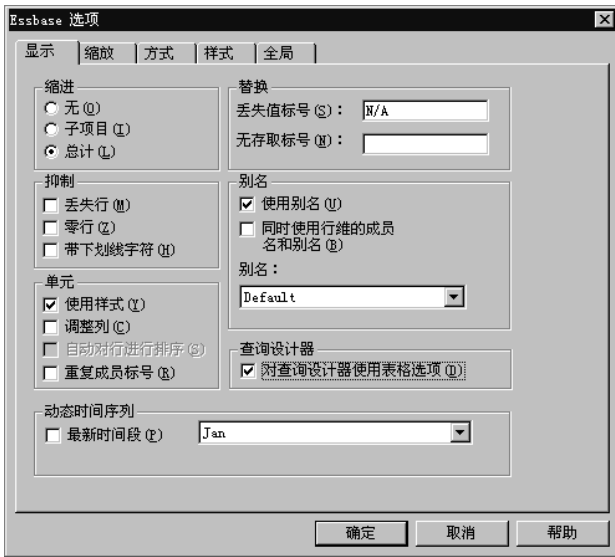 Essbase 选项
显示 缩放 方式 样式 全局
缩进
无(O)
子项目(I)
总计(L)
替换
丢失值标号(S)： N/A
无存取标号(N)：
抑制
丢失行(M)
零行(Z)
带下划线字符(H)
别名
使用别名(U)
同时使用行维的成员
名和别名(B)
别名：
Default
单元
使用样式(Y)
调整列(C)
自动对行进行排序(S)
重复成员标号(R)
查询设计器
对查询设计器使用表格选项(D)
动态时间序列
最新时间段(P) Jan
确定 取消 帮助